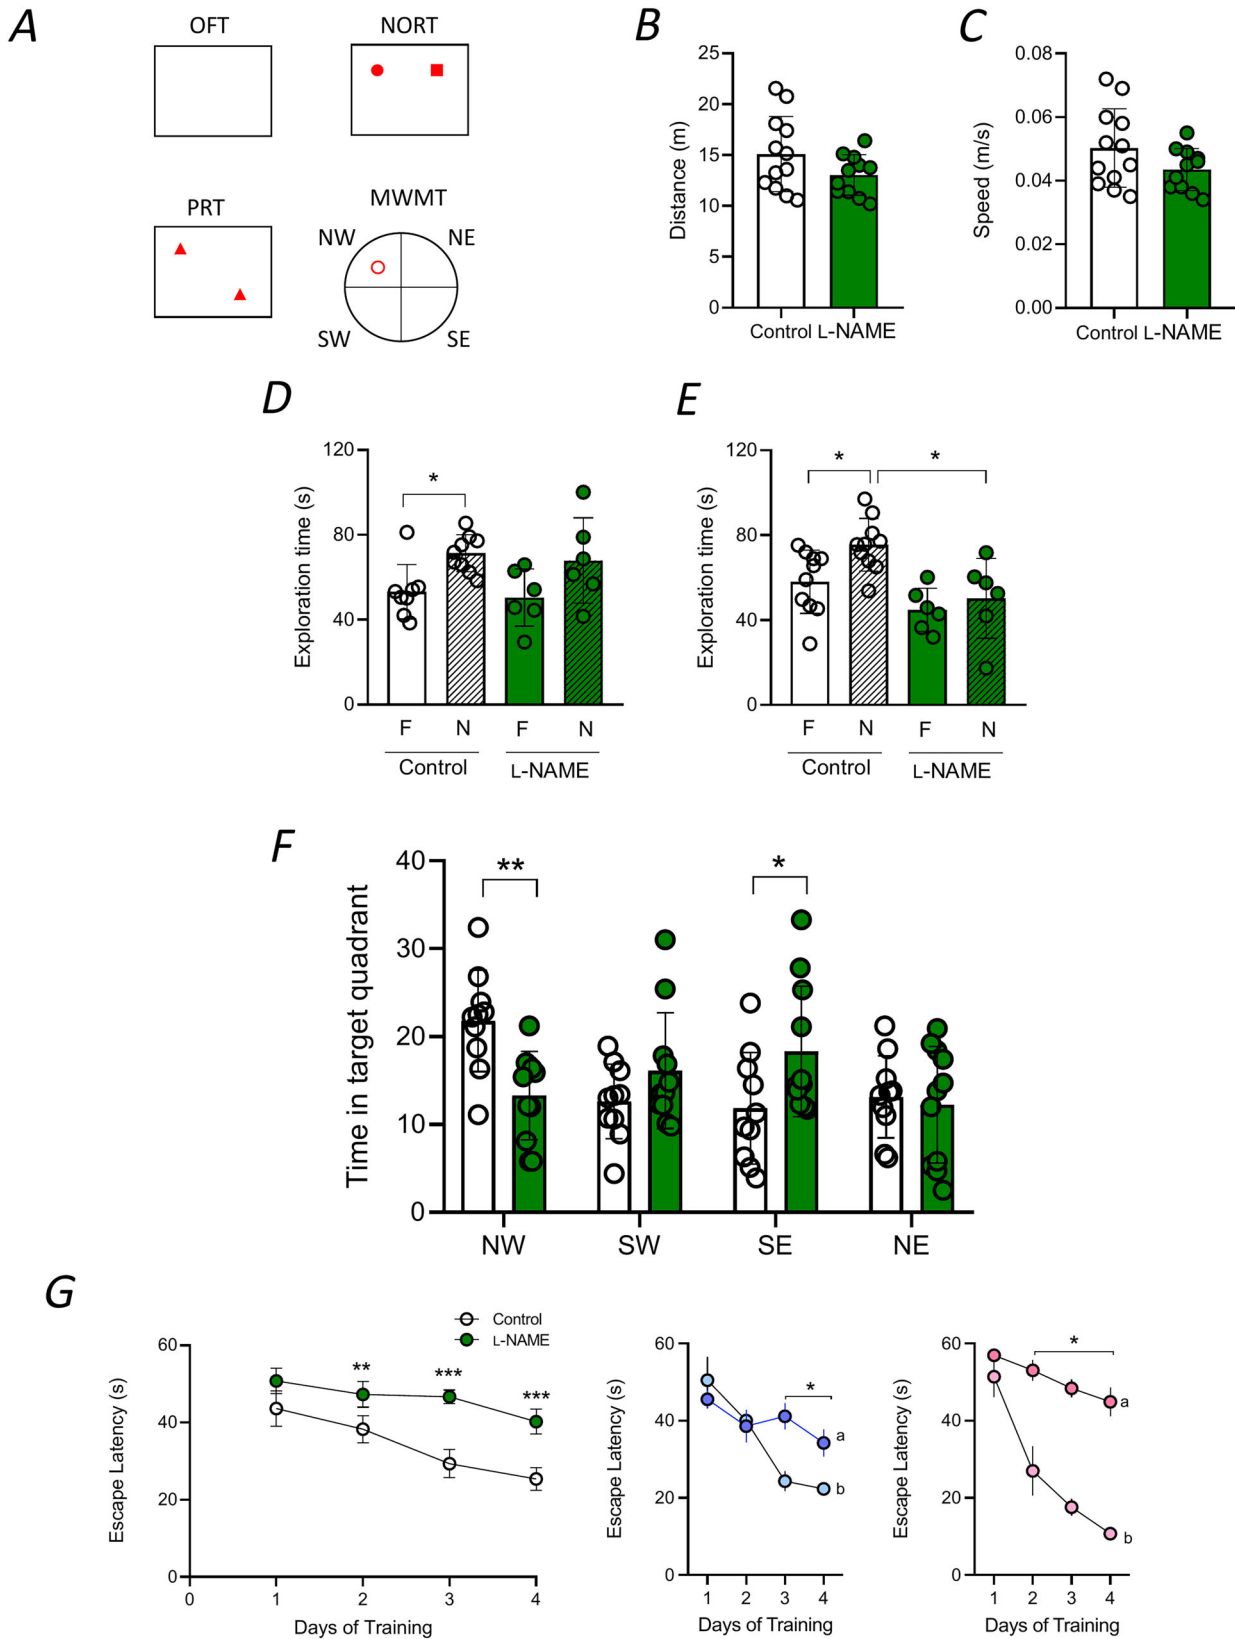 A
OFT
NORT
PRT
MWMT
NW
NE
SW
SE
B
25
20
15
10
5
0
Distance (m)
Control L-NAME
C
0.08
0.06
0.04
0.02
0.00
Speed (m/s)
Control L-NAME
D
120
80
40
0
Exploration time (s)
*
F N F N
Control L-NAME
E
120
80
40
0
Exploration time (s)
* *
F N F N
Control L-NAME
F
40
30
20
10
0
Time in target quadrant
** *
NW SW SE NE
G
Control
L-NAME
60
40
20
0
Escape Latency (s)
** *** ***
0 1 2 3 4
Days of Training
60
40
20
0
Escape Latency (s)
*
a
b
1 2 3 4
Days of Training
60
40
20
0
Escape Latency (s)
*
a
b
1 2 3 4
Days of Training